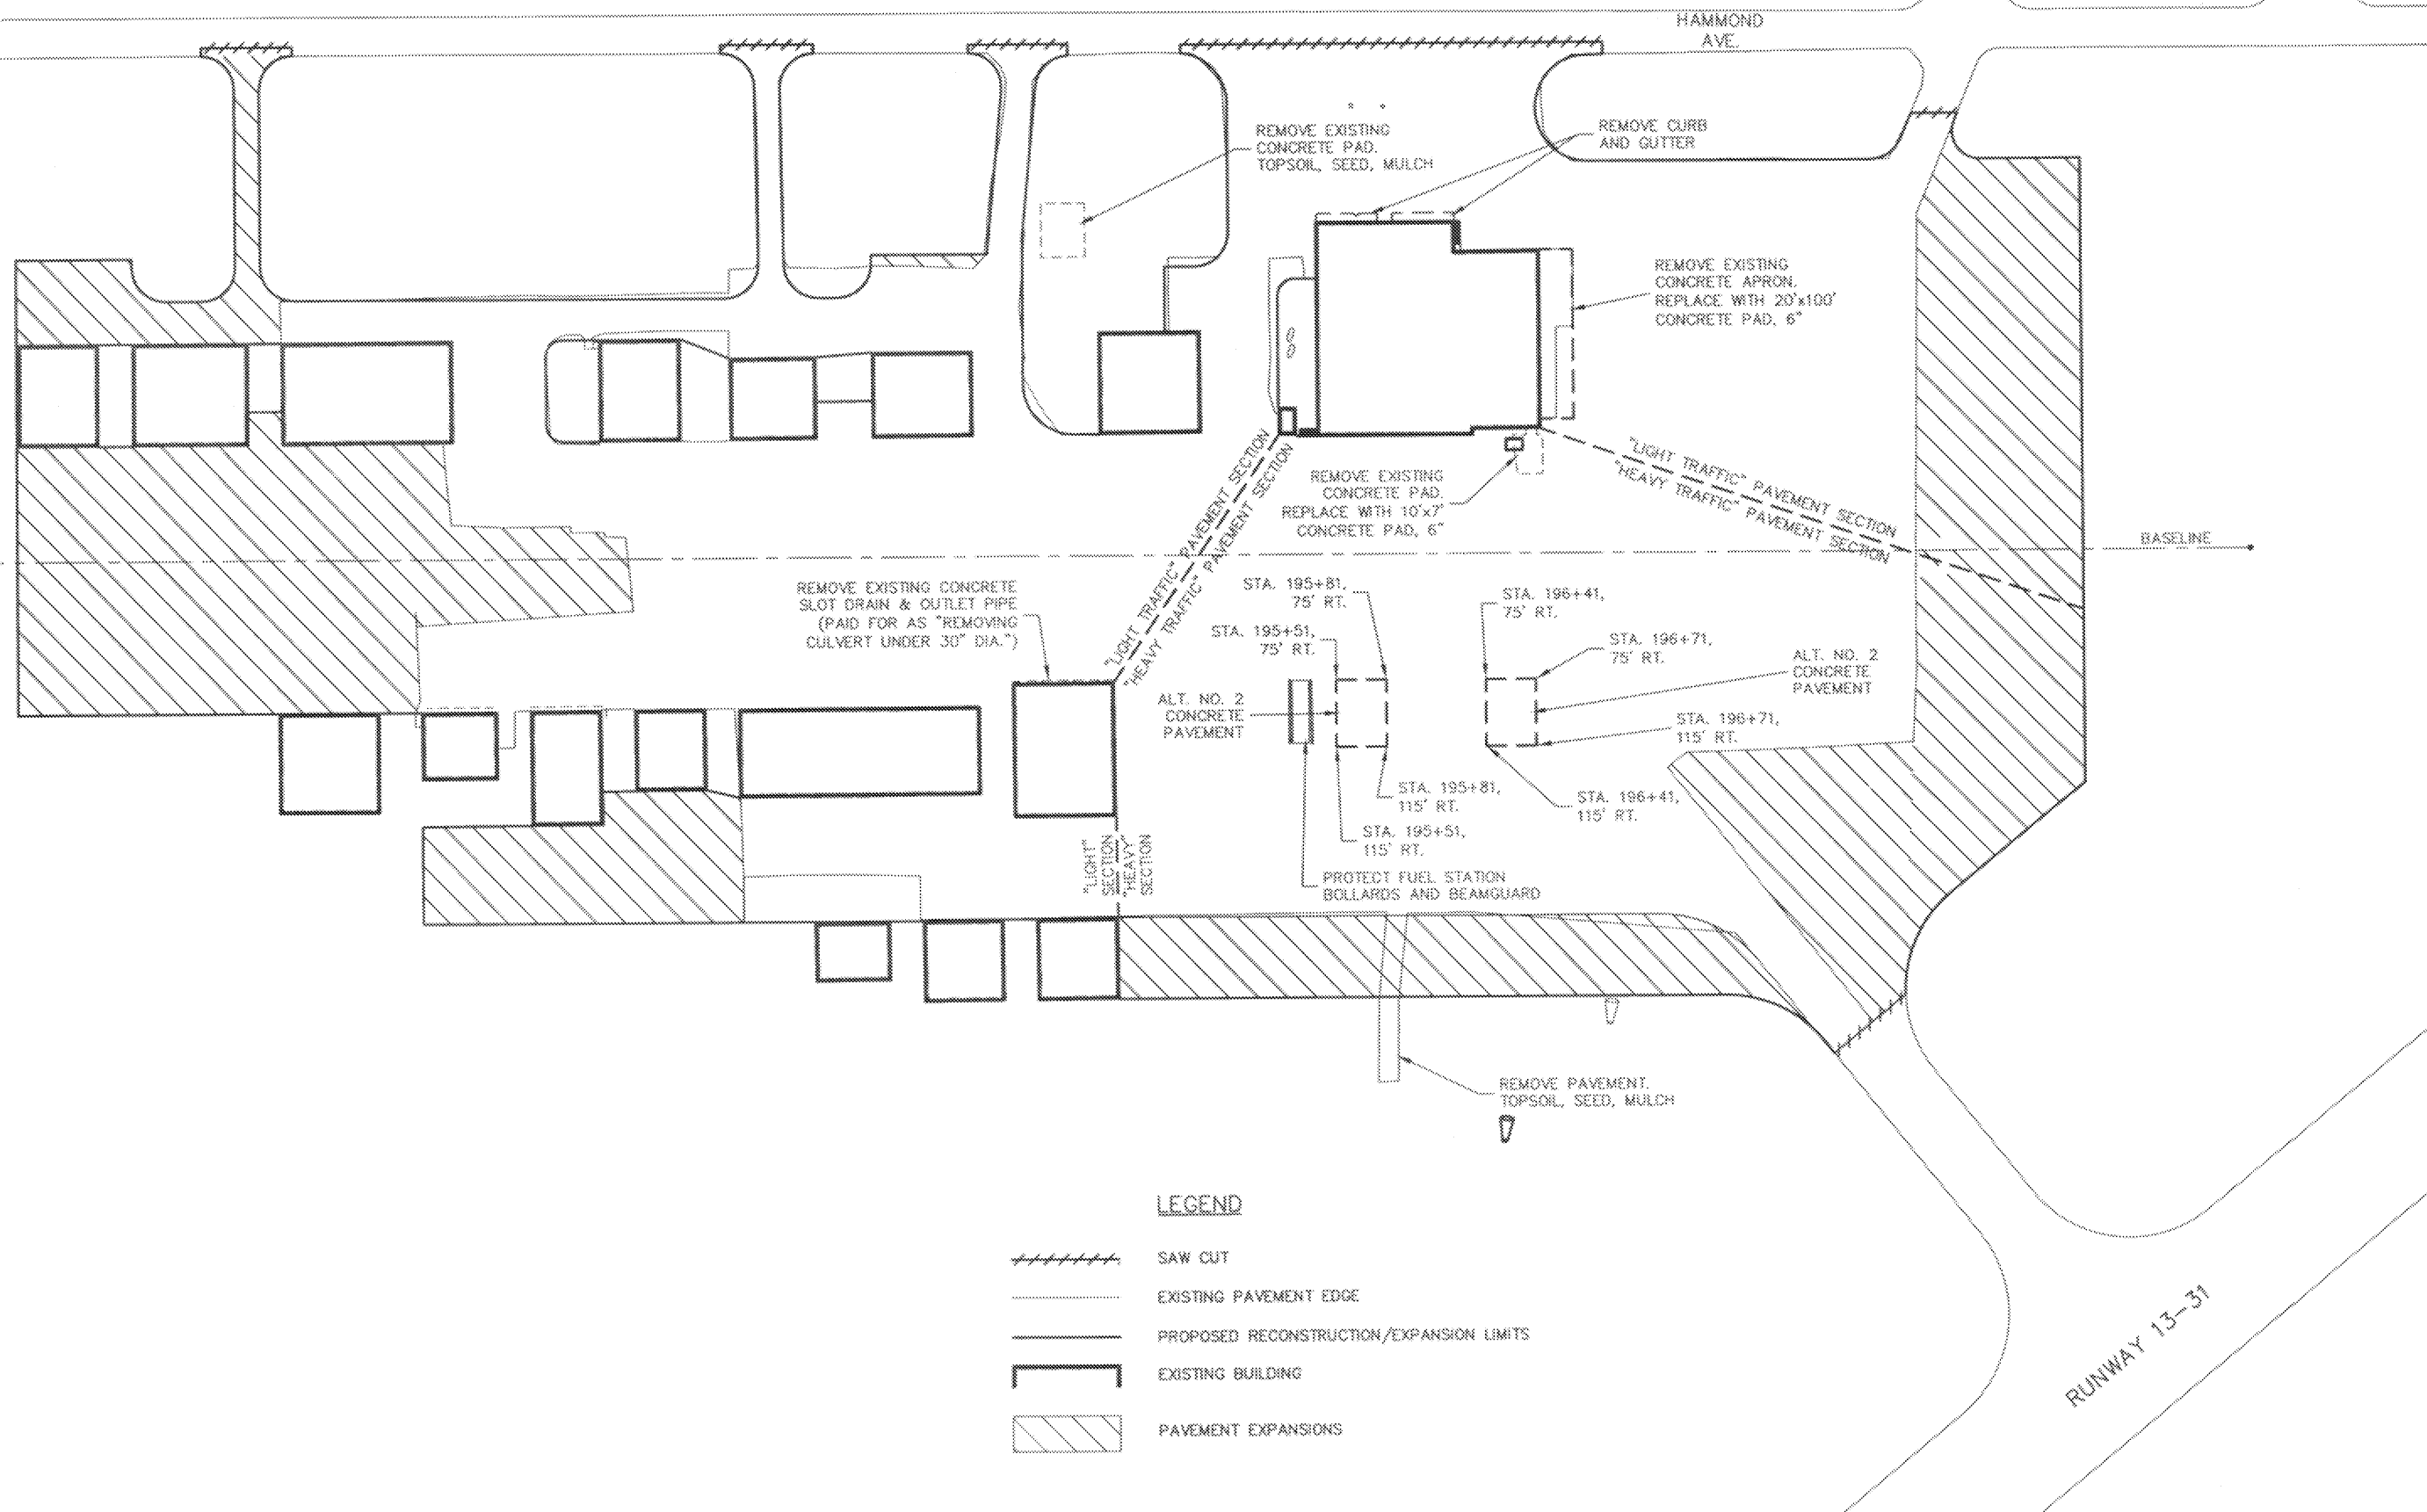 HAMMOND
AVE.
REMOVE EXISTING
CONCRETE PAD.
TOPSOIL, SEED, MULCH
REMOVE CURB
AND GUTTER
REMOVE EXISTING
CONCRETE APRON.
REPLACE WITH 20'x100'
CONCRETE PAD, 6"
"LIGHT TRAFFIC" PAVEMENT SECTION
"HEAVY TRAFFIC" PAVEMENT SECTION
REMOVE EXISTING
CONCRETE PAD.
REPLACE WITH 10'x7'
CONCRETE PAD, 6"
"LIGHT TRAFFIC" PAVEMENT SECTION
"HEAVY TRAFFIC" PAVEMENT SECTION
BASELINE
REMOVE EXISTING CONCRETE
SLOT DRAIN & OUTLET PIPE
(PAID FOR AS "REMOVING
CULVERT UNDER 30" DIA.")
STA. 195+81,
75' RT.
STA. 195+51,
75' RT.
STA. 196+41,
75' RT.
STA. 196+71,
75' RT.
ALT. NO. 2
CONCRETE
PAVEMENT
ALT. NO. 2
CONCRETE
PAVEMENT
STA. 196+71,
115' RT.
STA. 195+81,
115' RT.
STA. 196+41,
115' RT.
STA. 195+51,
115' RT.
"LIGHT"
SECTION
"HEAVY"
SECTION
PROTECT FUEL STATION
BOLLARDS AND BEAMGUARD
REMOVE PAVEMENT.
TOPSOIL, SEED, MULCH
LEGEND
SAW CUT
EXISTING PAVEMENT EDGE
PROPOSED RECONSTRUCTION/EXPANSION LIMITS
EXISTING BUILDING
PAVEMENT EXPANSIONS
RUNWAY 13-31